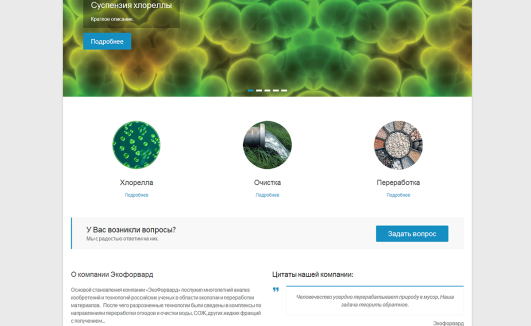 Суспензия хлореллы
Краткое описание.
Подробнее
Хлорелла
Очистка
Переработка
Подробнее
Подробнее
Подробнее
У Вас возникли вопросы?
Мы с радостью ответим на них.
Задать вопрос
О компании Экофорвард
Цитаты нашей компании:
Основой становления компании «ЭкоФорвард» послужил многолетний анализ
изобретений и технологий российских ученых в области экологии и переработки
материалов. После чего разрозненные технологии были сведены в комплексы по
направлениям переработки отходов и очистки воды, СОЖ, других жидких фракций
с получением...
Человечество усердно перерабатывает природу в мусор. Наша
задача творить обратное.
Экофорвард